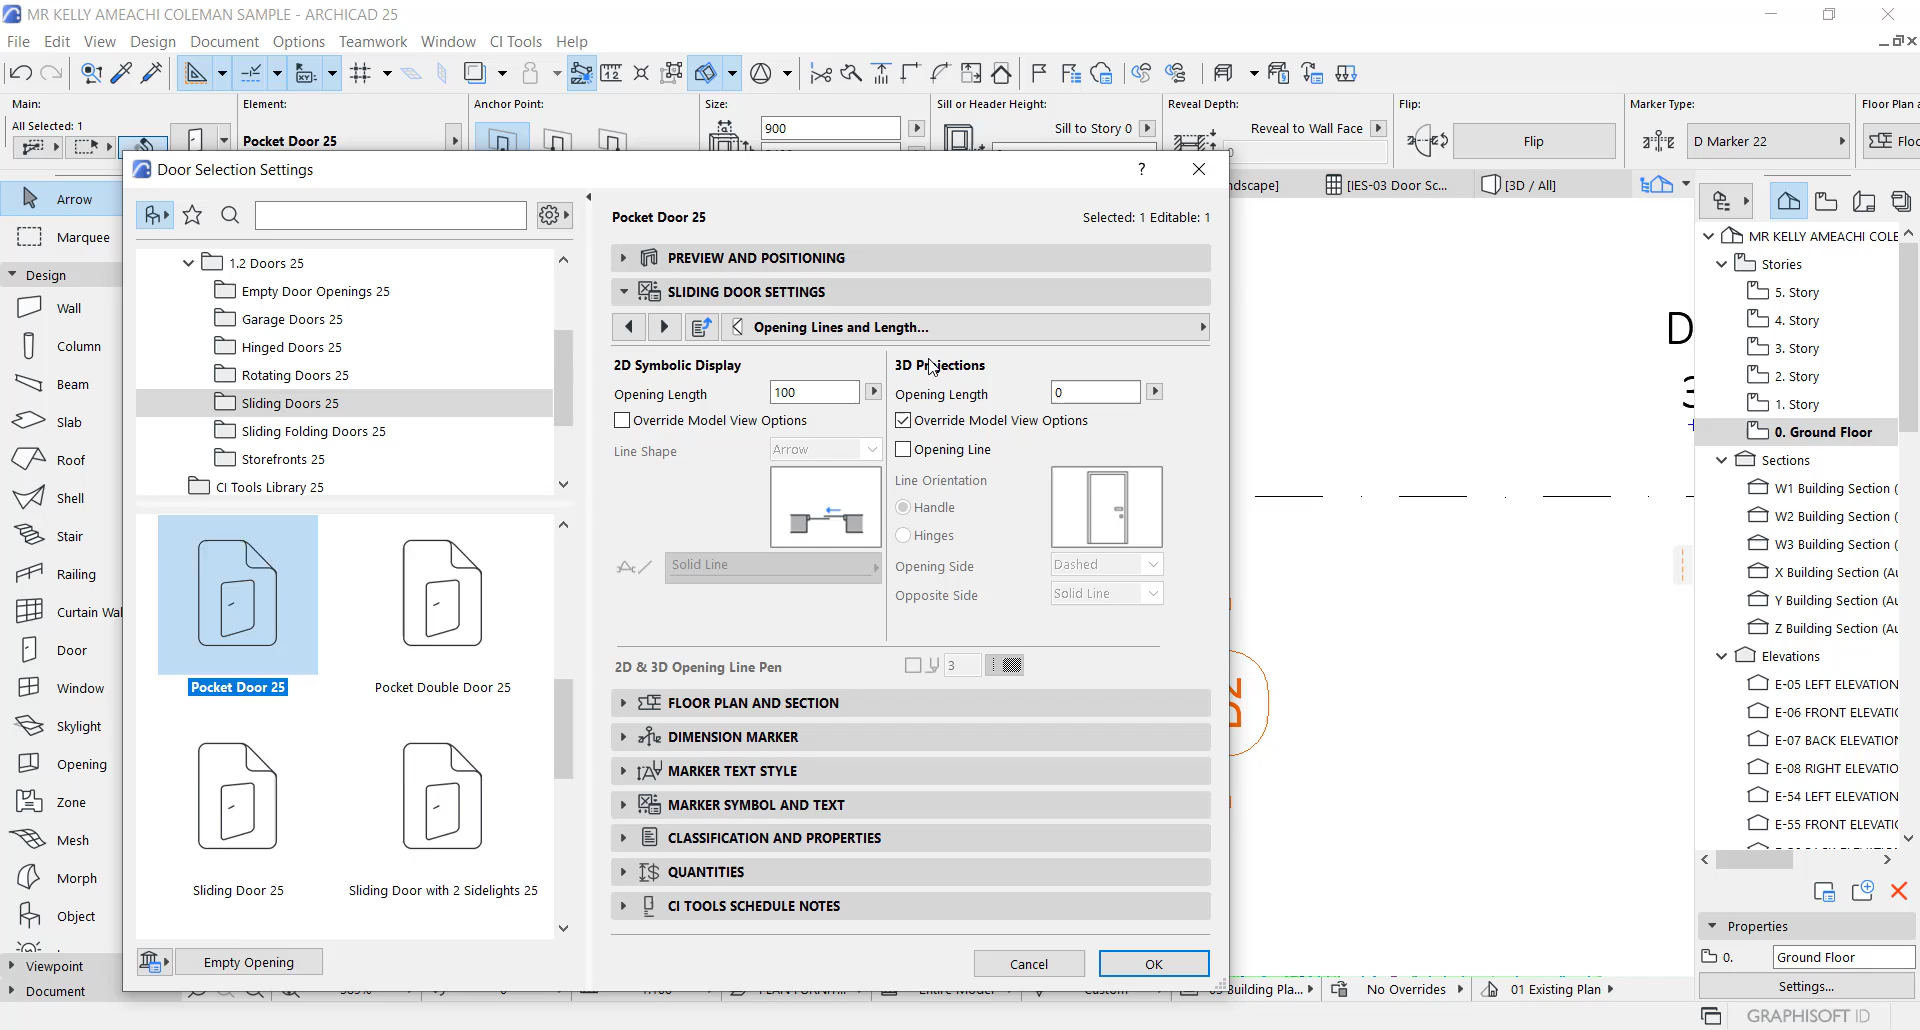 MR KELLY AMEACHI COLEMAN SAMPLE - ARCHICAD 25
File Edit View Design Document Options Teamwork Window CI Tools Help
Main: Element: Anchor Point: Size: Sill or Header Height: Reveal Depth: Flip: Marker Type: Floor Plan a
All Selected: 1
Pocket Door 25 900 Sill to Story 0 Reveal to Wall Face Flip D Marker 22 Floo
Door Selection Settings
dscape] [IES-03 Door Sc... [3D / All]
Arrow
Marquee
Design
Wall
Column
Beam
Slab
Roof
Shell
Stair
Railing
Curtain Wal
Door
Window
Skylight
Opening
Zone
Mesh
Morph
Object
Viewpoint
Document
1.2 Doors 25
Empty Door Openings 25
Garage Doors 25
Hinged Doors 25
Rotating Doors 25
Sliding Doors 25
Sliding Folding Doors 25
Storefronts 25
CI Tools Library 25
Pocket Door 25
Pocket Double Door 25
Sliding Door 25
Sliding Door with 2 Sidelights 25
Empty Opening
Pocket Door 25 Selected: 1 Editable: 1
PREVIEW AND POSITIONING
SLIDING DOOR SETTINGS
Opening Lines and Length...
2D Symbolic Display
Opening Length 100
Override Model View Options
Line Shape Arrow
Solid Line
3D Projections
Opening Length 0
Override Model View Options
Opening Line
Line Orientation
Handle
Hinges
Opening Side Dashed
Opposite Side Solid Line
2D & 3D Opening Line Pen 3
FLOOR PLAN AND SECTION
DIMENSION MARKER
MARKER TEXT STYLE
MARKER SYMBOL AND TEXT
CLASSIFICATION AND PROPERTIES
QUANTITIES
CI TOOLS SCHEDULE NOTES
Cancel OK
D
D2
MR KELLY AMEACHI COLE
Stories
5. Story
4. Story
3. Story
2. Story
1. Story
0. Ground Floor
Sections
W1 Building Section (
W2 Building Section (
W3 Building Section (
X Building Section (Au
Y Building Section (Au
Z Building Section (Au
Elevations
E-05 LEFT ELEVATION
E-06 FRONT ELEVATIO
E-07 BACK ELEVATION
E-08 RIGHT ELEVATION
E-54 LEFT ELEVATION
E-55 FRONT ELEVATIO
Properties
0. Ground Floor
Settings...
Building Pla... No Overrides 01 Existing Plan
GRAPHISOFT ID